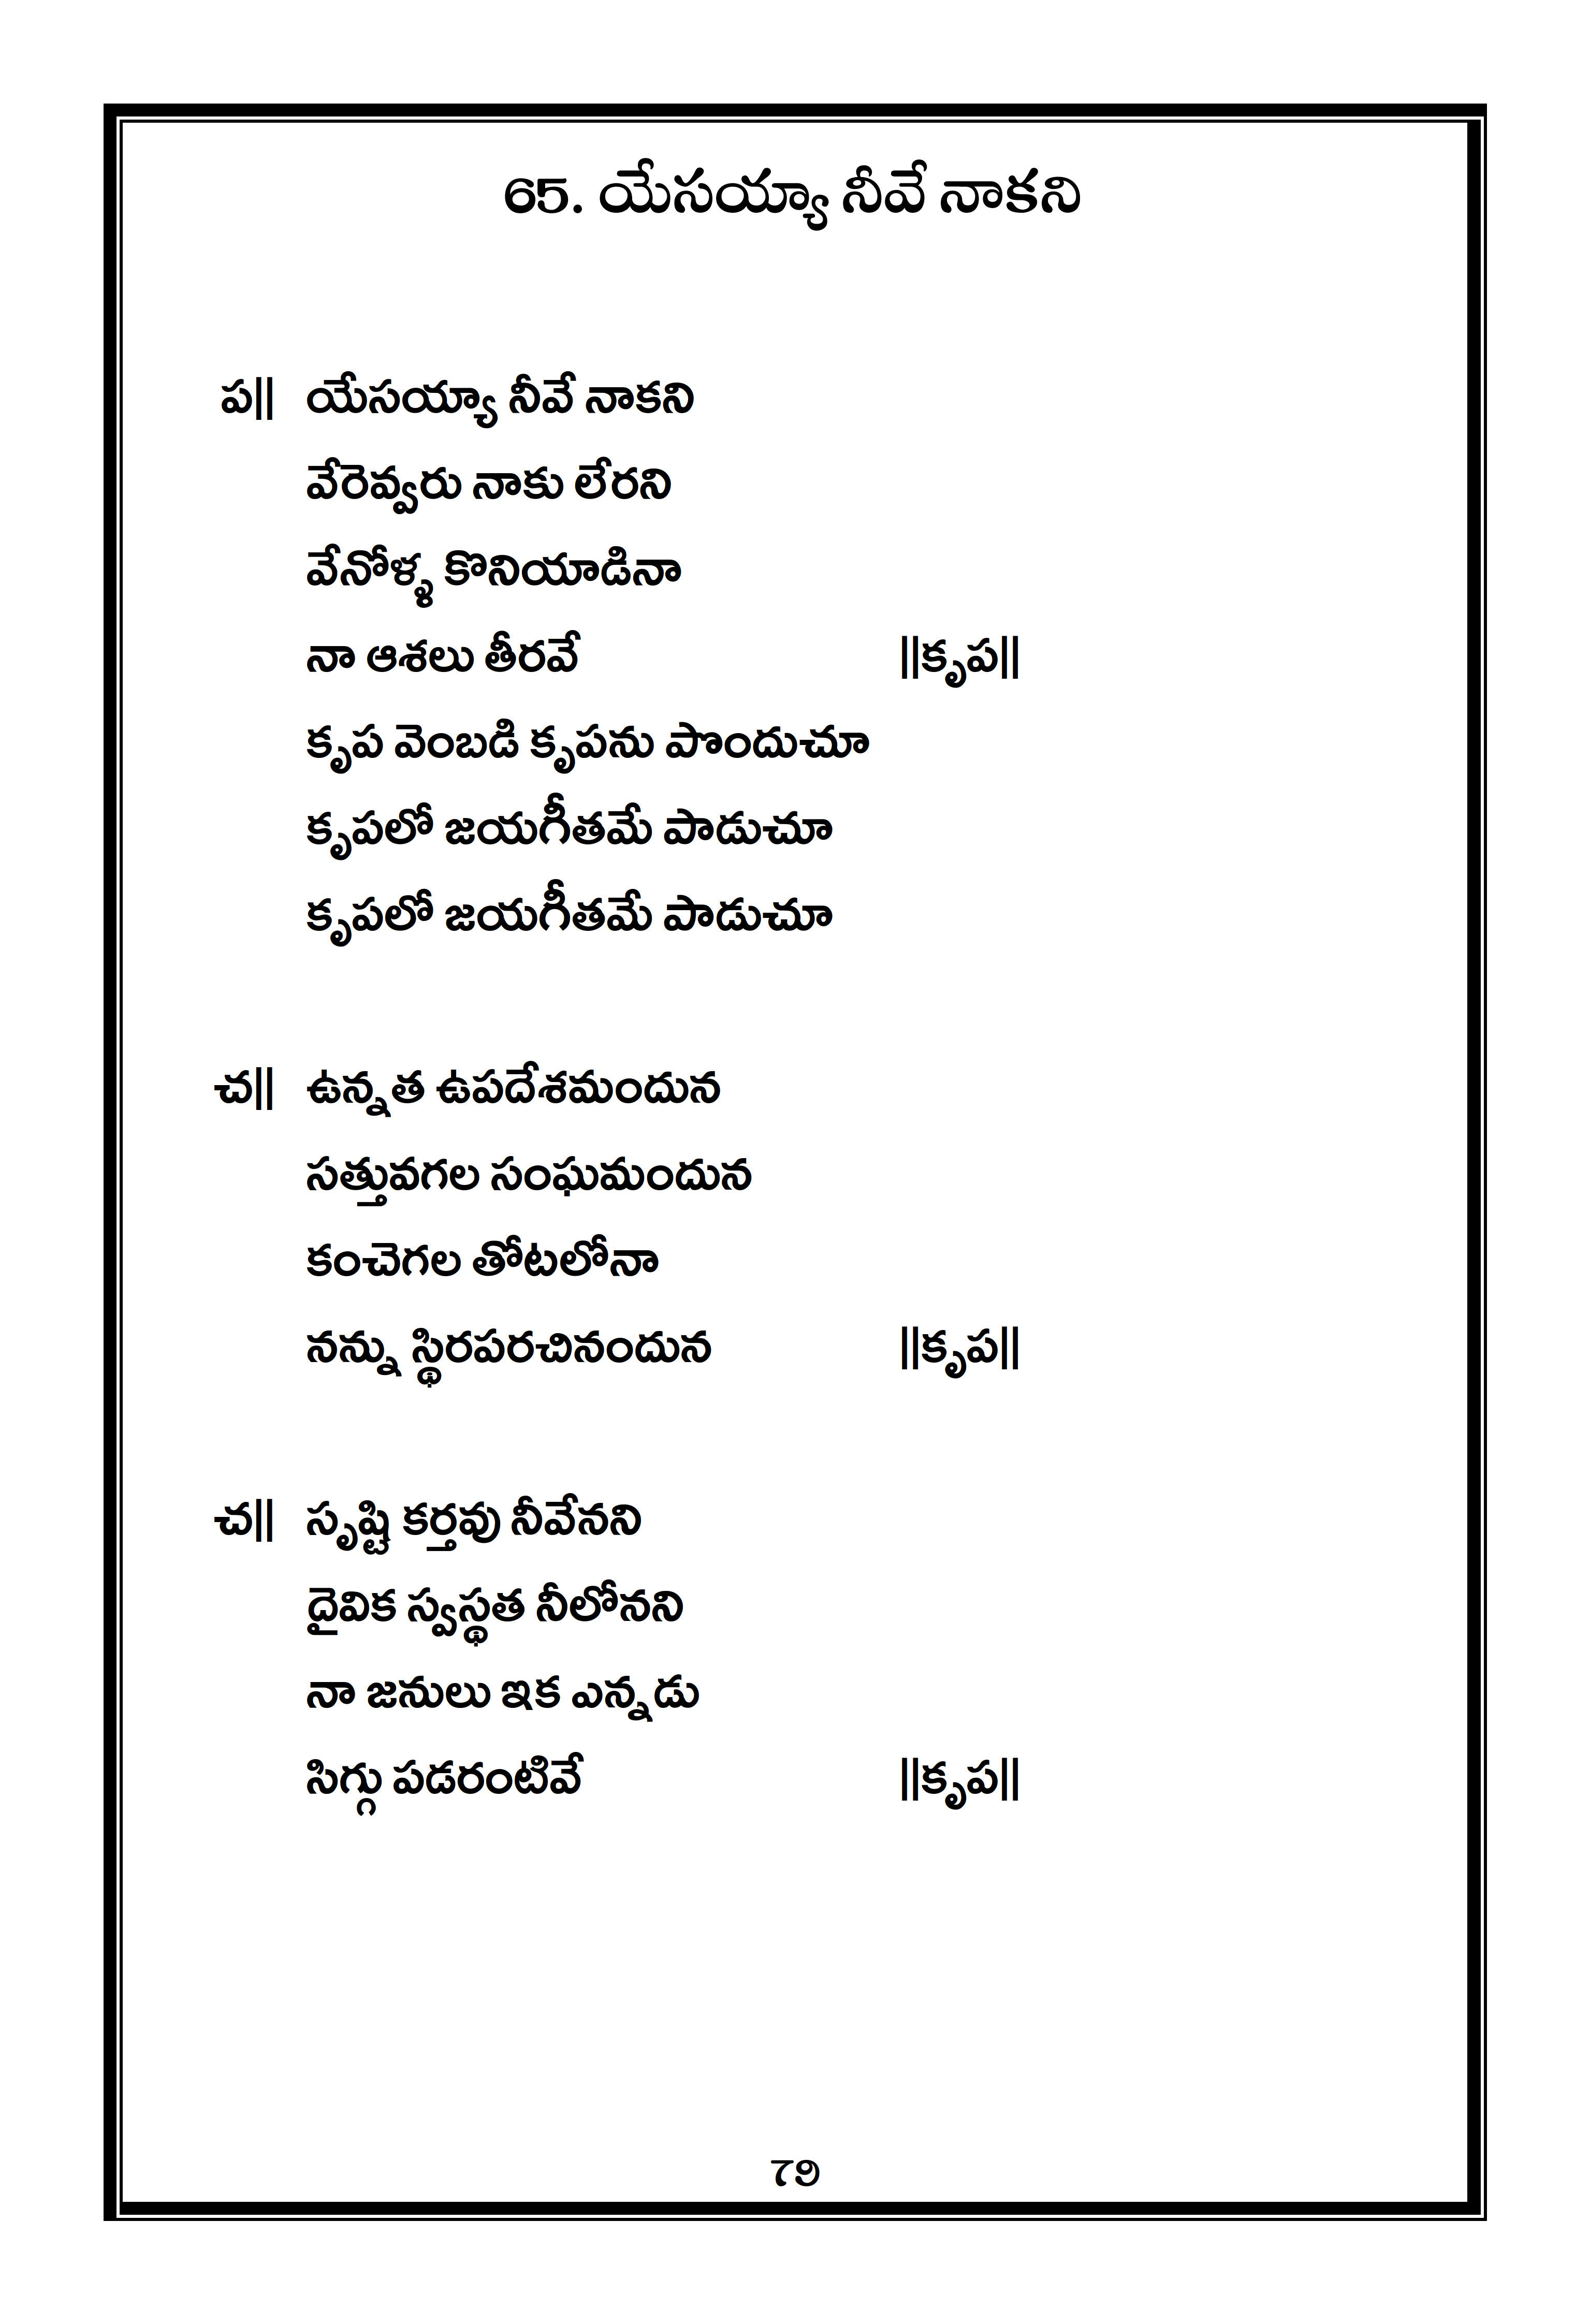 65. యేసయ్యా నీవే నాకని
ప|| యేసయ్యా నీవే నాకని
వేరెవ్వరు నాకు లేరని
వేనోళ్ళ కొనియాడినా
నా ఆశలు తీరవే ||కృప||
కృప వెంబడి కృపను పొందుచూ
కృపలో జయగీతమే పాడుచూ
కృపలో జయగీతమే పాడుచూ
చ|| ఉన్నత ఉపదేశమందున
సత్తువగల సంఘమందున
కంచెగల తోటలోనా
నన్ను స్థిరపరచినందున ||కృప||
చ|| సృష్టి కర్తవు నీవేనని
దైవిక స్వస్థత నీలోనని
నా జనులు ఇక ఎన్నడు
సిగ్గు పడరంటివే ||కృప||